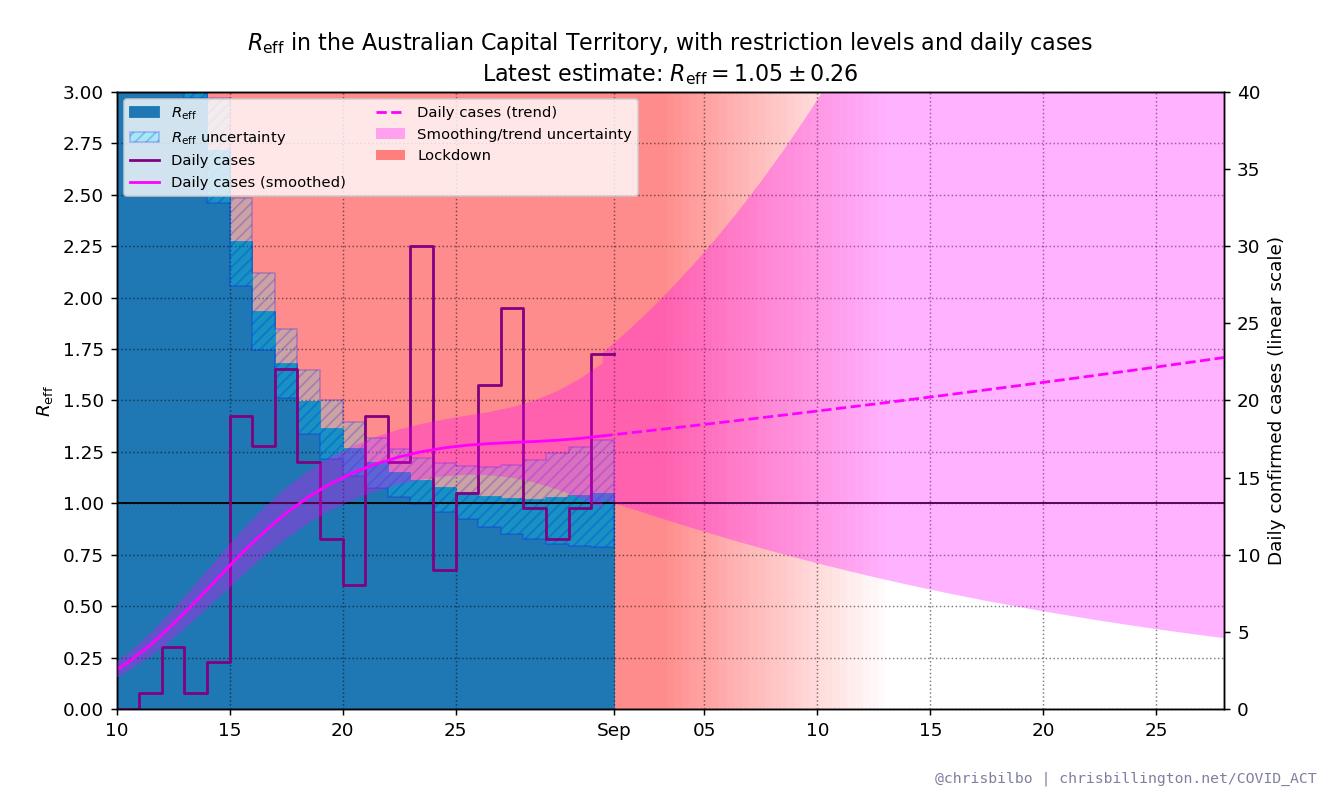 R_eff in the Australian Capital Territory, with restriction levels and daily cases
Latest estimate: R_eff = 1.05 ± 0.26
R_eff
R_eff uncertainty
Daily cases
Daily cases (smoothed)
Daily cases (trend)
Smoothing/trend uncertainty
Lockdown
R_eff
3.00
2.75
2.50
2.25
2.00
1.75
1.50
1.25
1.00
0.75
0.50
0.25
0.00
40
35
30
25
20
15
10
5
0
Daily confirmed cases (linear scale)
10 15 20 25 Sep 05 10 15 20 25
@chrisbilbo | chrisbillington.net/COVID_ACT